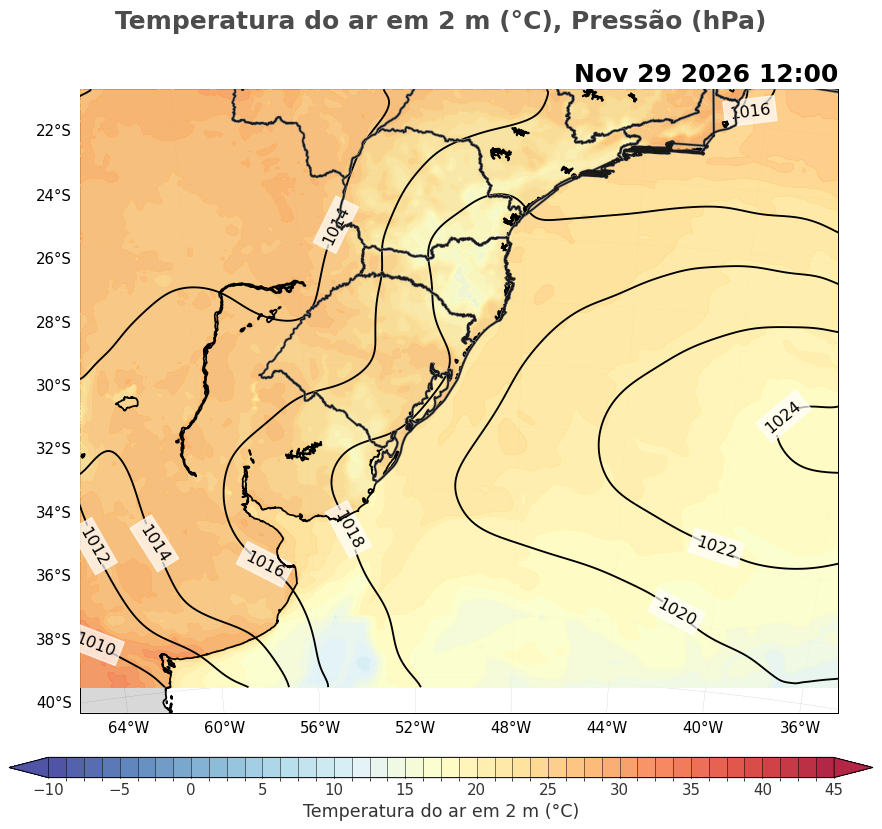 Temperatura do ar em 2 m (°C), Pressão (hPa)
Nov 29 2026 12:00
22°S
24°S
26°S
28°S
30°S
32°S
34°S
36°S
38°S
40°S
1016
1014
1024
1012
1014
1018
1016
1022
1020
1010
64°W 60°W 56°W 52°W 48°W 44°W 40°W 36°W
−10 −5 0 5 10 15 20 25 30 35 40 45
Temperatura do ar em 2 m (°C)